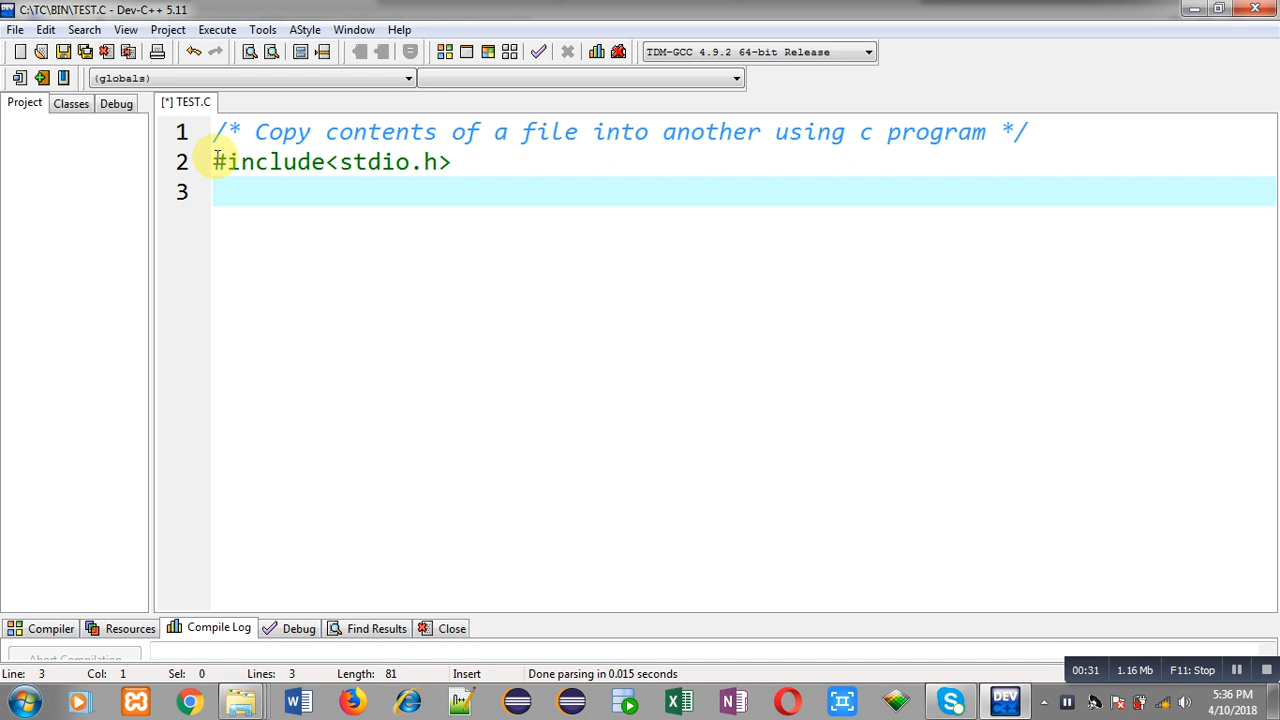 C:\TC\BIN\TEST.C - Dev-C++ 5.11
File Edit Search View Project Execute Tools AStyle Window Help
TDM-GCC 4.9.2 64-bit Release
(globals)
Project Classes Debug [*] TEST.C
1 /* Copy contents of a file into another using c program */
2 #include<stdio.h>
3
Compiler Resources Compile Log Debug Find Results Close
Abort Compilation
Line: 3 Col: 1 Sel: 0 Lines: 3 Length: 81 Insert Done parsing in 0.015 seconds
00:31 1.16 Mb F11: Stop
DEV C++
5:36 PM
4/10/2018